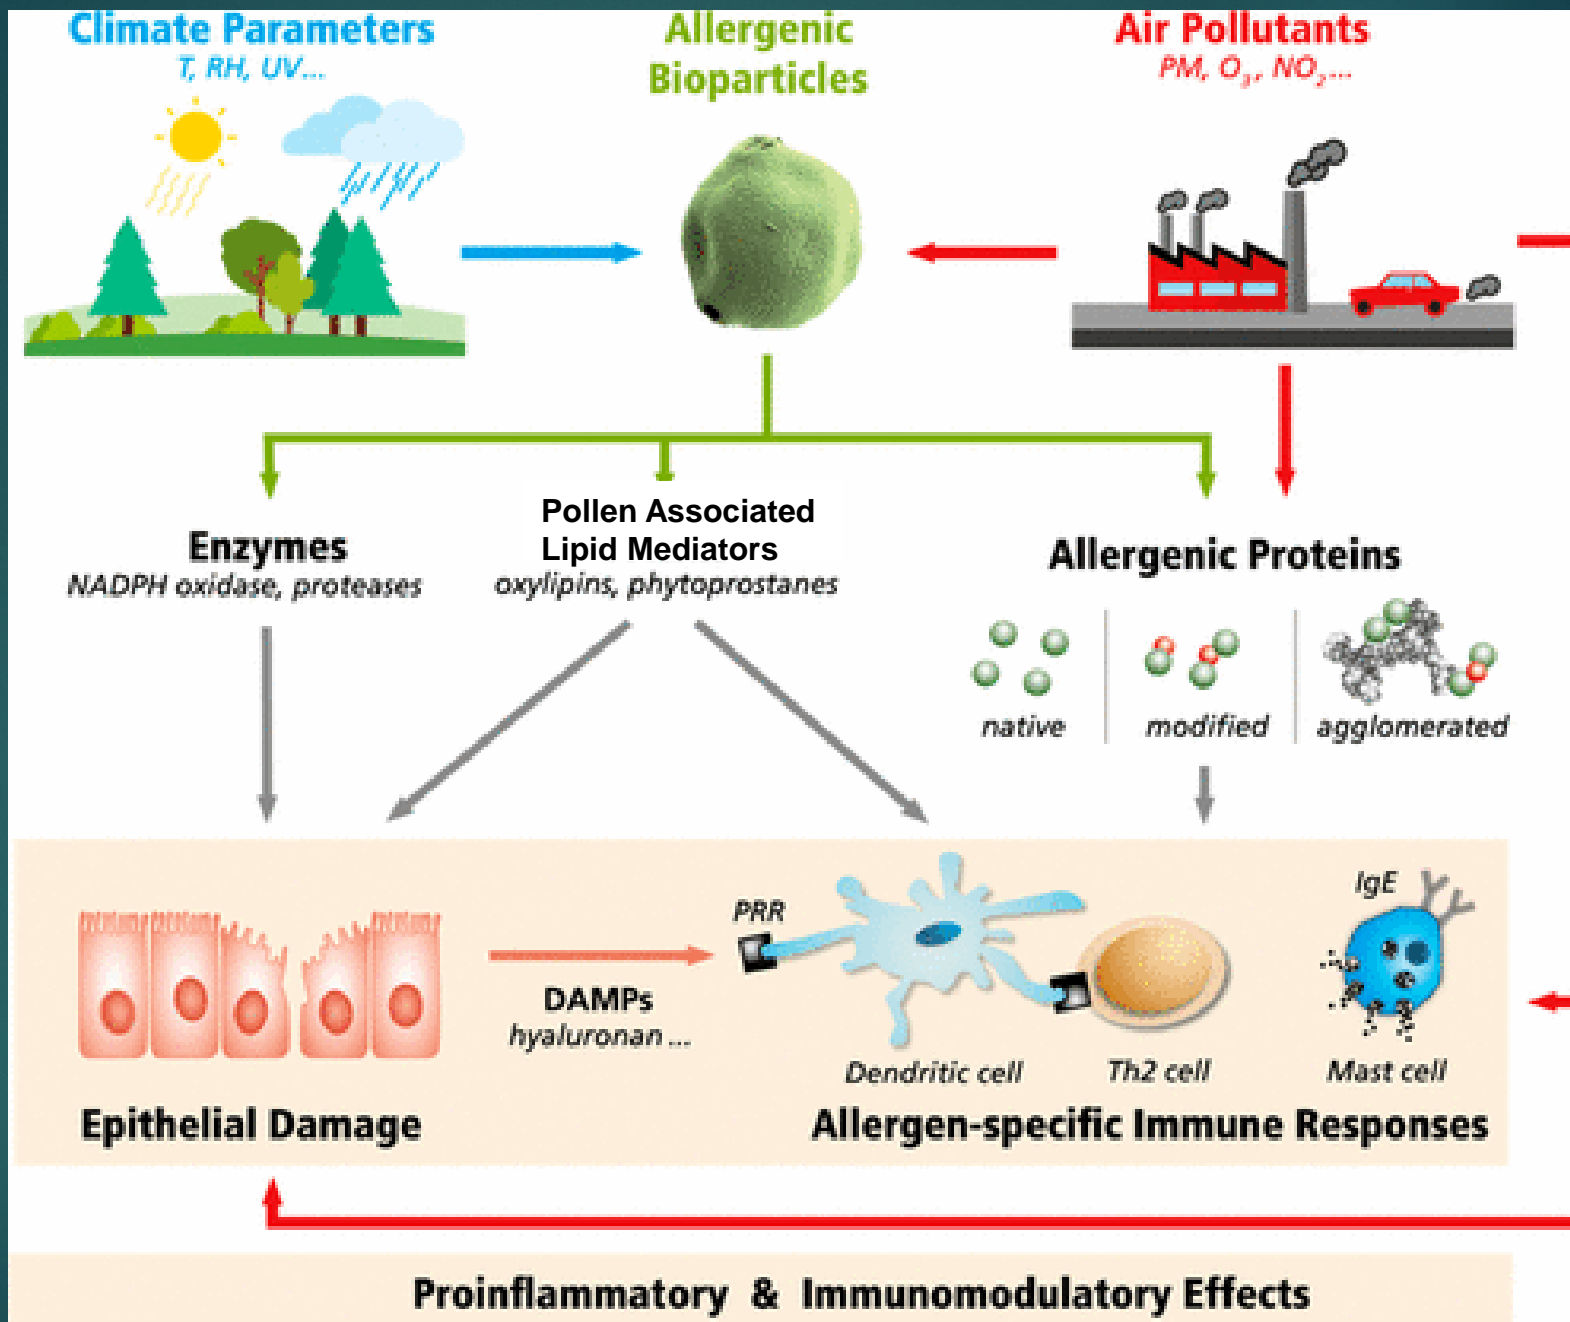 Climate Parameters
T, RH, UV...
Allergenic
Bioparticles
Air Pollutants
PM, O₃, NO₂...
Enzymes
NADPH oxidase, proteases
Pollen Associated
Lipid Mediators
oxylipins, phytoprostanes
Allergenic Proteins
native
modified
agglomerated
PRR
IgE
DAMPs
hyaluronan ...
Dendritic cell
Th2 cell
Mast cell
Epithelial Damage
Allergen-specific Immune Responses
Proinflammatory & Immunomodulatory Effects